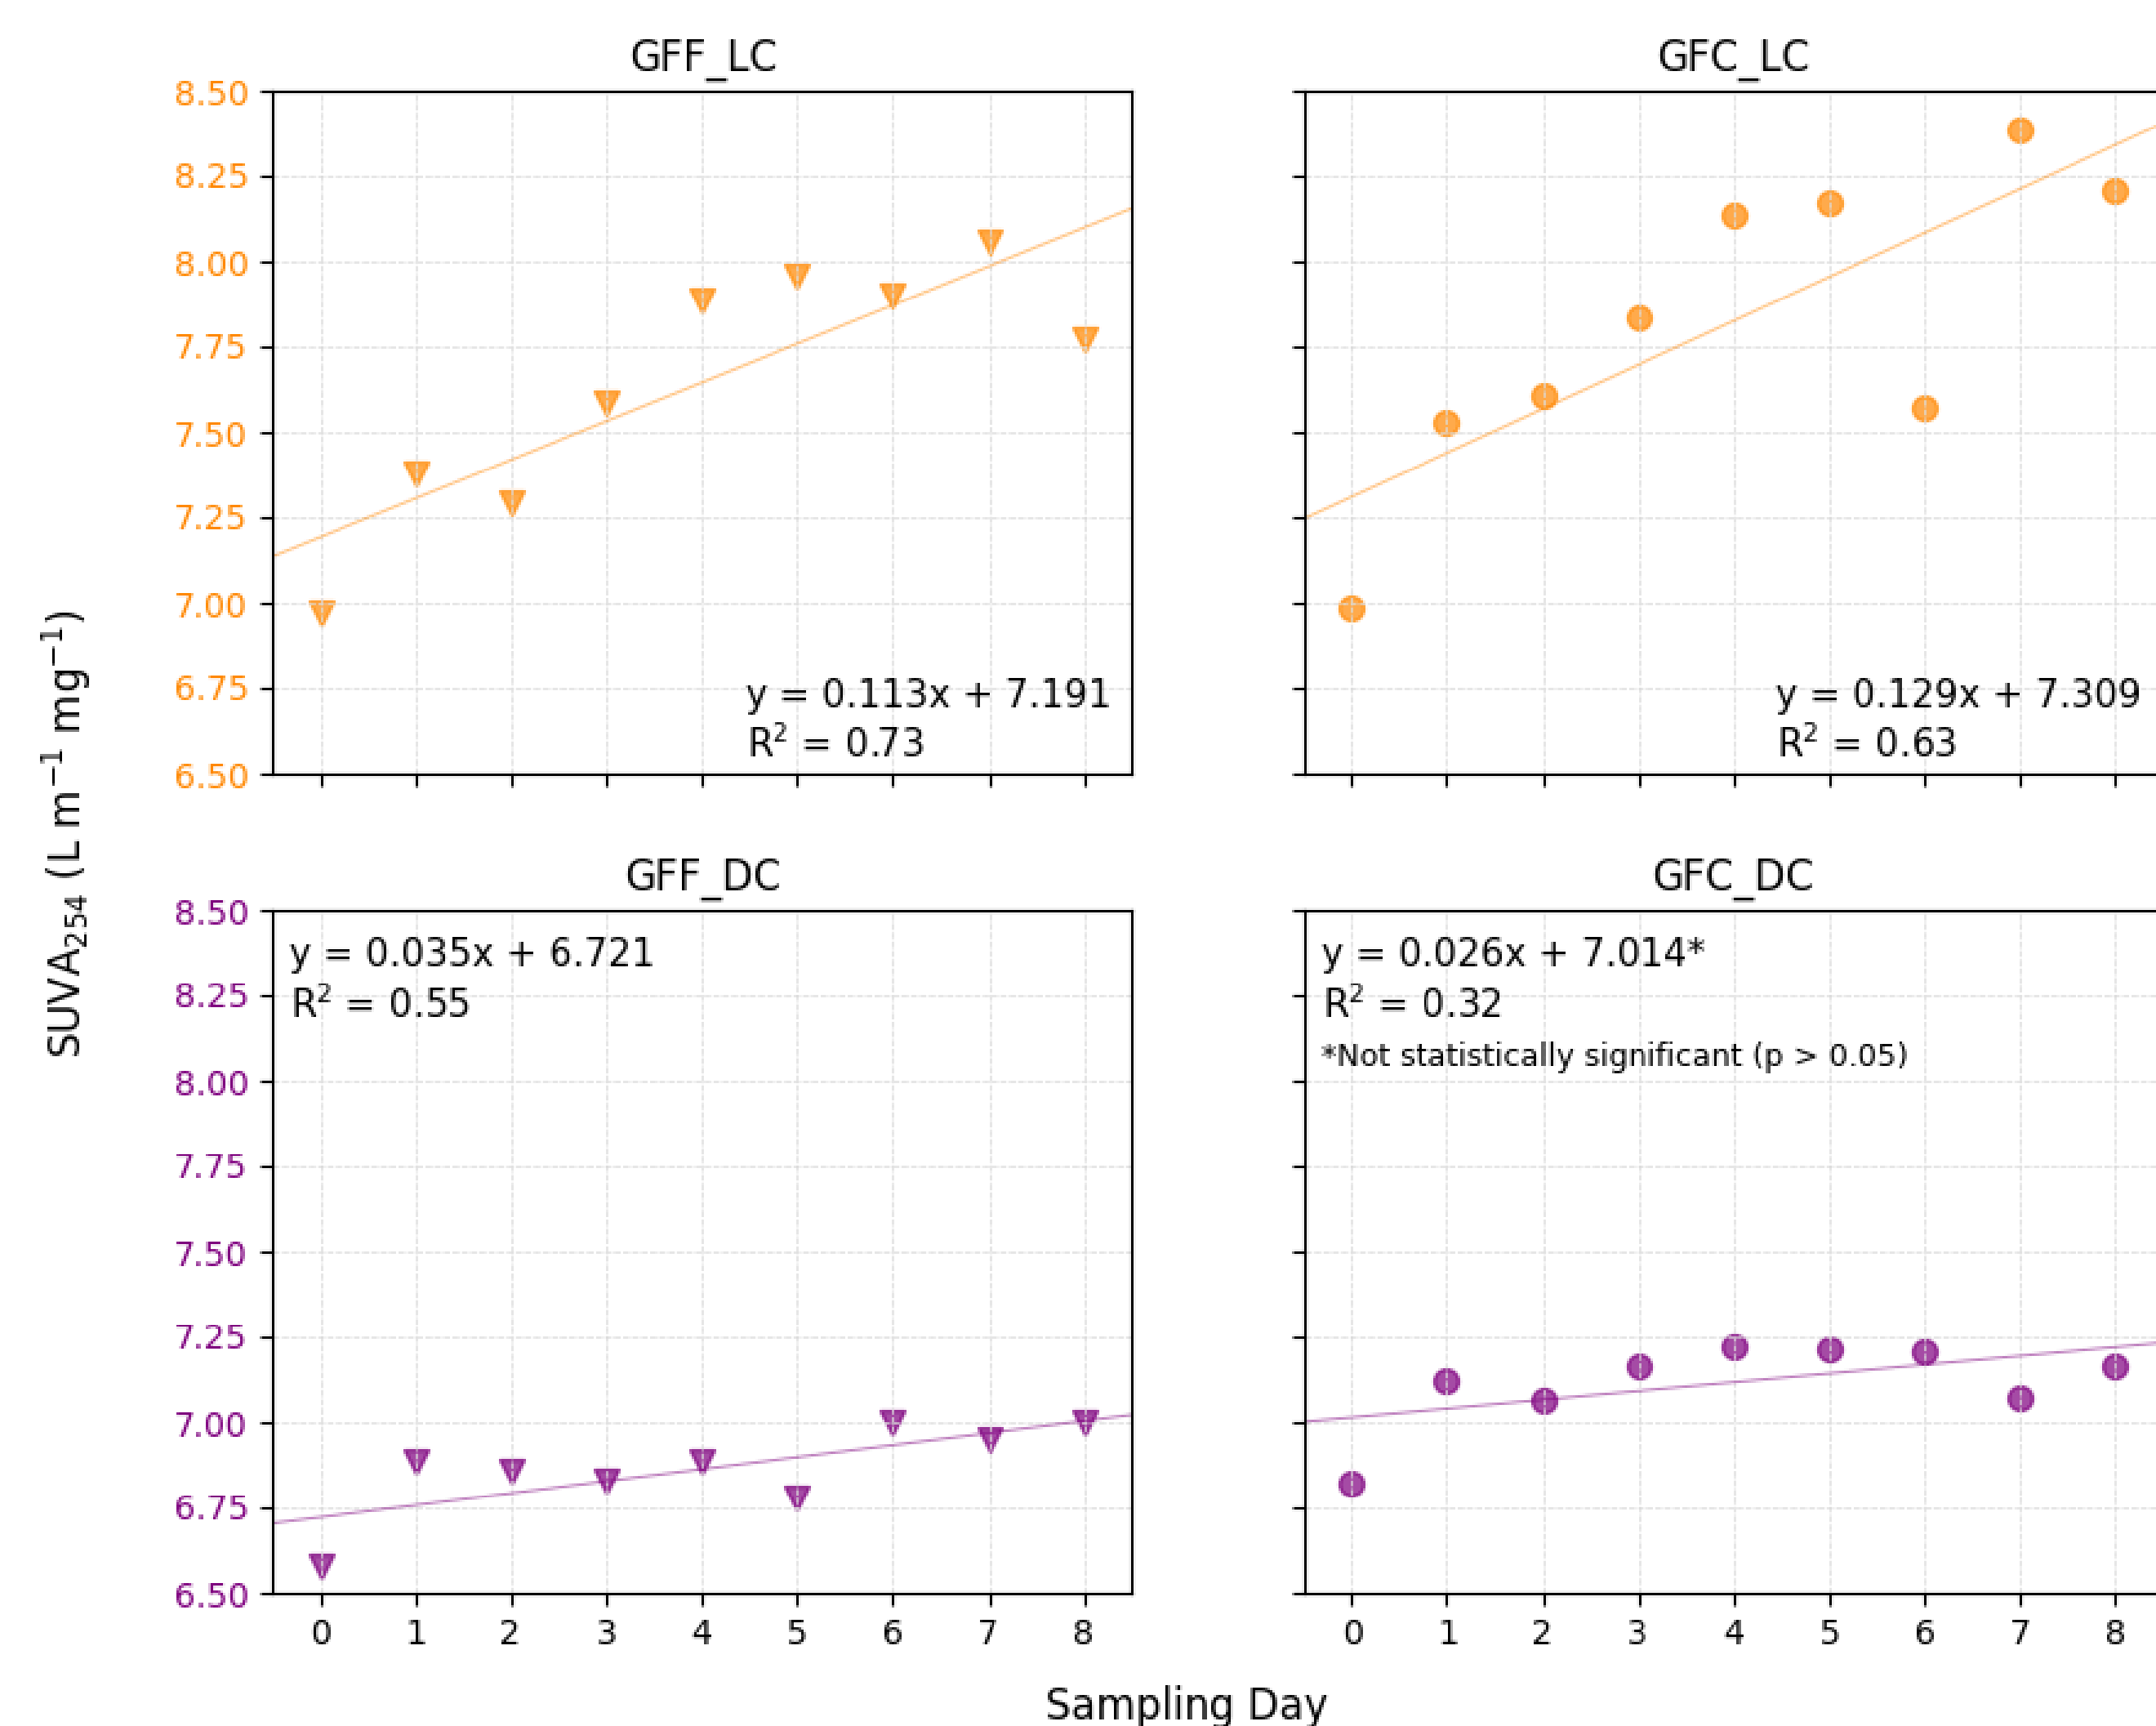 GFF_LC
GFC_LC
8.50
8.25
8.00
7.75
7.50
7.25
7.00
6.75
6.50
y = 0.113x + 7.191
R² = 0.73
y = 0.129x + 7.309
R² = 0.63
SUVA₂₅₄ (L m⁻¹ mg⁻¹)
GFF_DC
GFC_DC
8.50
8.25
8.00
7.75
7.50
7.25
7.00
6.75
6.50
y = 0.035x + 6.721
R² = 0.55
y = 0.026x + 7.014*
R² = 0.32
*Not statistically significant (p > 0.05)
0 1 2 3 4 5 6 7 8
0 1 2 3 4 5 6 7 8
Sampling Day